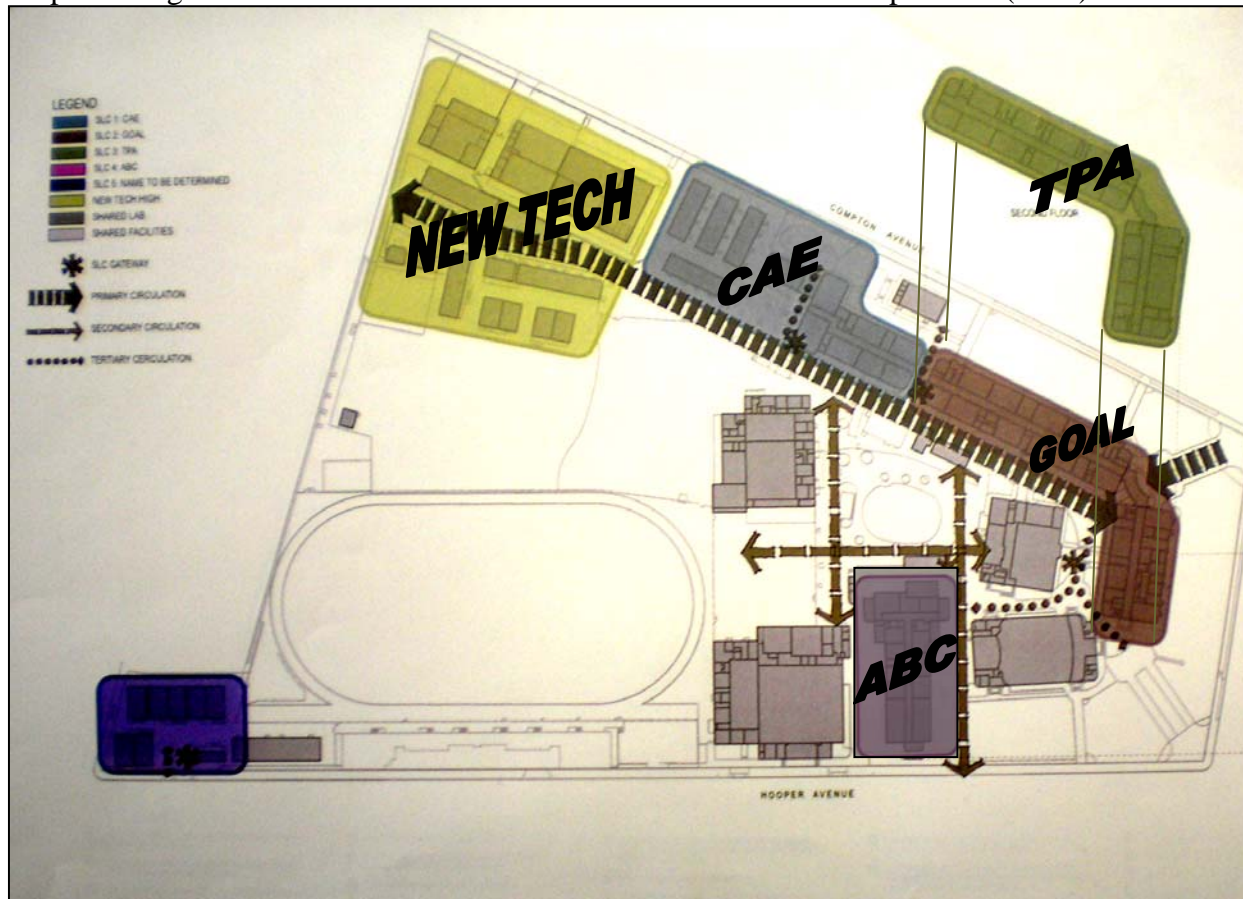 LEGEND
SLC 1: CAE
SLC 2: GOAL
SLC 3: TPA
SLC 4: ABC
SLC 5: NAME TO BE DETERMINED
NEW TECH HIGH
SHARED LAB
SHARED FACILITIES
SLC GATEWAY
PRIMARY CIRCULATION
SECONDARY CIRCULATION
TERTIARY CERCULATION
NEW TECH
CAE
COMPTON AVENUE
TPA
SECOND FLOOR
GOAL
ABC
HOOPER AVENUE